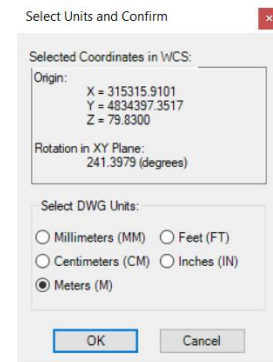 Select Units and Confirm
Selected Coordinates in WCS:
Origin:
X = 315315.9101
Y = 4834397.3517
Z = 79.8300
Rotation in XY Plane:
241.3979 (degrees)
Select DWG Units:
Millimeters (MM) Feet (FT)
Centimeters (CM) Inches (IN)
Meters (M)
OK Cancel